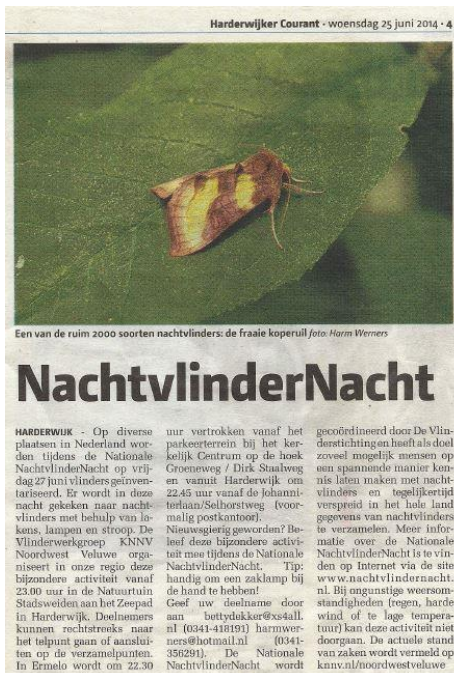 Harderwijker Courant - woensdag 25 juni 2014 • 4
Een van de ruim 2000 soorten nachtvlinders: de fraaie koperuil foto: Harm Werners
NachtvlinderNacht
HARDERWIJK - Op diverse
plaatsen in Nederland wor-
den tijdens de Nationale
NachtvlinderNacht op vrij-
dag 27 juni vlinders geïnven-
tariseerd. Er wordt in deze
nacht gekeken naar nacht-
vlinders met behulp van la-
kens, lampen en stroop. De
Vlinderwerkgroep KNNV
Noordwest Veluwe orga-
niseert in onze regio deze
bijzondere activiteit vanaf
23.00 uur in de Natuurtuin
Stadsweiden aan het Zeepad
in Harderwijk. Deelnemers
kunnen rechtstreeks naar
het telpunt gaan of aanslui-
ten op de verzamelpunten.
In Ermelo wordt om 22.30
uur vertrokken vanaf het
parkeerterrein bij het ker-
kelijk Centrum op de hoek
Groeneweg / Dirk Staalweg
en vanuit Harderwijk om
22.45 uur vanaf de Johanni-
terlaan/Selhorstweg (voor-
malig postkantoor).
Nieuwsgierig geworden? Be-
leef deze bijzondere activi-
teit mee tijdens de Nationale
NachtvlinderNacht. Tip:
handig om een zaklamp bij
de hand te hebben!
Geef uw deelname door
aan bettydekker@xs4all.
nl (0341-418191) harmwer-
ners@hotmail.nl (0341-
356291). De Nationale
NachtvlinderNacht wordt
gecoördineerd door De Vlin-
derstichting en heeft als doel
zoveel mogelijk mensen op
een spannende manier ken-
nis laten maken met nacht-
vlinders en tegelijkertijd
verspreid in het hele land
gegevens van nachtvlinders
te verzamelen. Meer infor-
matie over de Nationale
NachtvlinderNacht is te vin-
den op Internet via de site
www.nachtvlindernacht.
nl. Bij ongunstige weersom-
standigheden (regen, harde
wind of te lage tempera-
tuur) kan deze activiteit niet
doorgaan. De actuele stand
van zaken wordt vermeld op
knnv.nl/noordwestveluwe